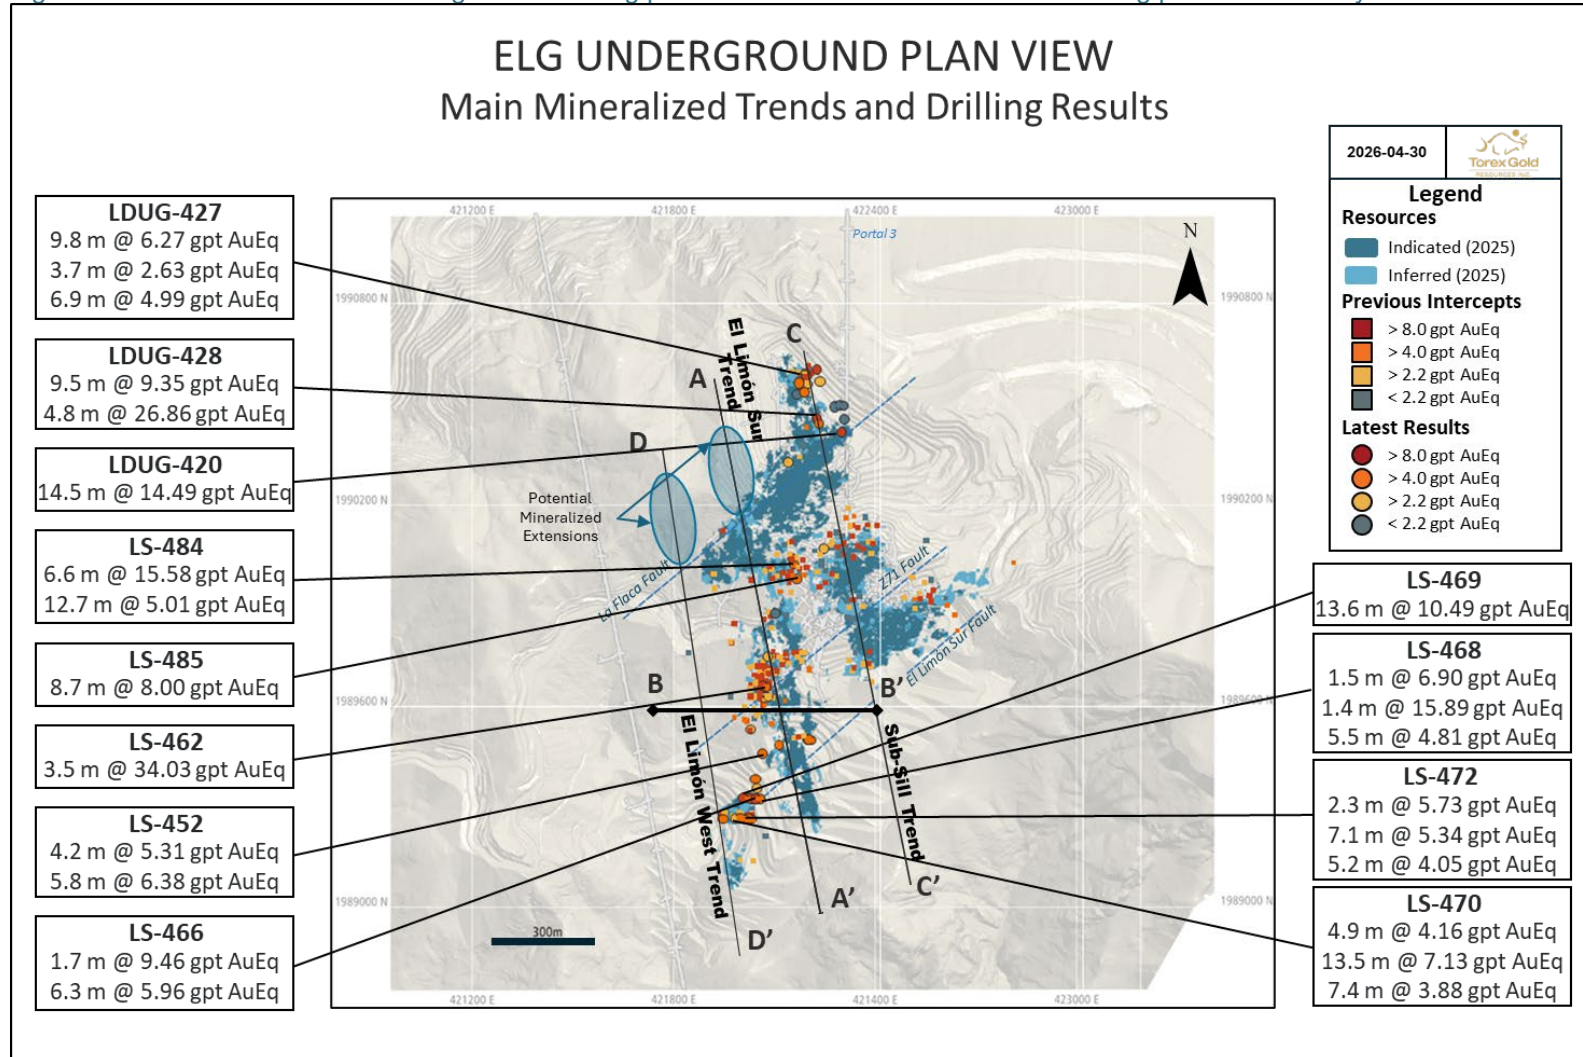 ELG UNDERGROUND PLAN VIEW
Main Mineralized Trends and Drilling Results
2026-04-30
Torex Gold
RESOURCES INC.
Legend
Resources
Indicated (2025)
Inferred (2025)
Previous Intercepts
> 8.0 gpt AuEq
> 4.0 gpt AuEq
> 2.2 gpt AuEq
< 2.2 gpt AuEq
Latest Results
> 8.0 gpt AuEq
> 4.0 gpt AuEq
> 2.2 gpt AuEq
< 2.2 gpt AuEq
LDUG-427
9.8 m @ 6.27 gpt AuEq
3.7 m @ 2.63 gpt AuEq
6.9 m @ 4.99 gpt AuEq
LDUG-428
9.5 m @ 9.35 gpt AuEq
4.8 m @ 26.86 gpt AuEq
LDUG-420
14.5 m @ 14.49 gpt AuEq
LS-484
6.6 m @ 15.58 gpt AuEq
12.7 m @ 5.01 gpt AuEq
LS-485
8.7 m @ 8.00 gpt AuEq
LS-462
3.5 m @ 34.03 gpt AuEq
LS-452
4.2 m @ 5.31 gpt AuEq
5.8 m @ 6.38 gpt AuEq
LS-466
1.7 m @ 9.46 gpt AuEq
6.3 m @ 5.96 gpt AuEq
421200 E
421800 E
422400 E
423000 E
Portal 3
N
1990800 N
1990800 N
El Limón Sur
Trend
C
A
D
Potential
Mineralized
Extensions
1990200 N
1990200 N
La Flaca Fault
Z71 Fault
El Limón Sur Fault
B
B'
1989600 N
1989600 N
El Limón West Trend
Sub-Sill Trend
A'
C'
D'
1989000 N
1989000 N
300m
421200 E
421800 E
421400 E
423000 E
LS-469
13.6 m @ 10.49 gpt AuEq
LS-468
1.5 m @ 6.90 gpt AuEq
1.4 m @ 15.89 gpt AuEq
5.5 m @ 4.81 gpt AuEq
LS-472
2.3 m @ 5.73 gpt AuEq
7.1 m @ 5.34 gpt AuEq
5.2 m @ 4.05 gpt AuEq
LS-470
4.9 m @ 4.16 gpt AuEq
13.5 m @ 7.13 gpt AuEq
7.4 m @ 3.88 gpt AuEq